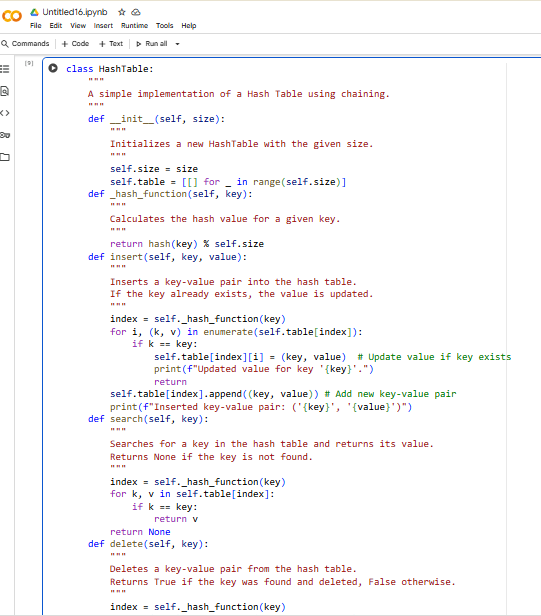 Untitled16.ipynb
File Edit View Insert Runtime Tools Help
Commands + Code + Text Run all
[9]
class HashTable:
"""
A simple implementation of a Hash Table using chaining.
"""
def __init__(self, size):
"""
Initializes a new HashTable with the given size.
"""
self.size = size
self.table = [[] for _ in range(self.size)]
def _hash_function(self, key):
"""
Calculates the hash value for a given key.
"""
return hash(key) % self.size
def insert(self, key, value):
"""
Inserts a key-value pair into the hash table.
If the key already exists, the value is updated.
"""
index = self._hash_function(key)
for i, (k, v) in enumerate(self.table[index]):
if k == key:
self.table[index][i] = (key, value)  # Update value if key exists
print(f"Updated value for key '{key}'.")
return
self.table[index].append((key, value)) # Add new key-value pair
print(f"Inserted key-value pair: ('{key}', '{value}')")
def search(self, key):
"""
Searches for a key in the hash table and returns its value.
Returns None if the key is not found.
"""
index = self._hash_function(key)
for k, v in self.table[index]:
if k == key:
return v
return None
def delete(self, key):
"""
Deletes a key-value pair from the hash table.
Returns True if the key was found and deleted, False otherwise.
"""
index = self._hash_function(key)